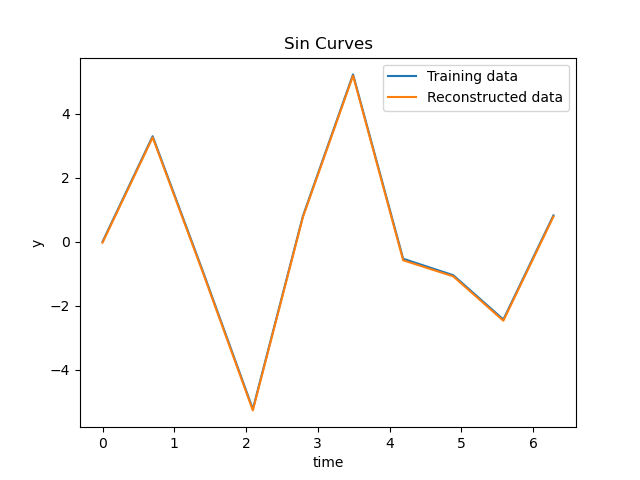 Sin Curves
Training data
Reconstructed data
4
2
0
−2
−4
y
0 1 2 3 4 5 6
time